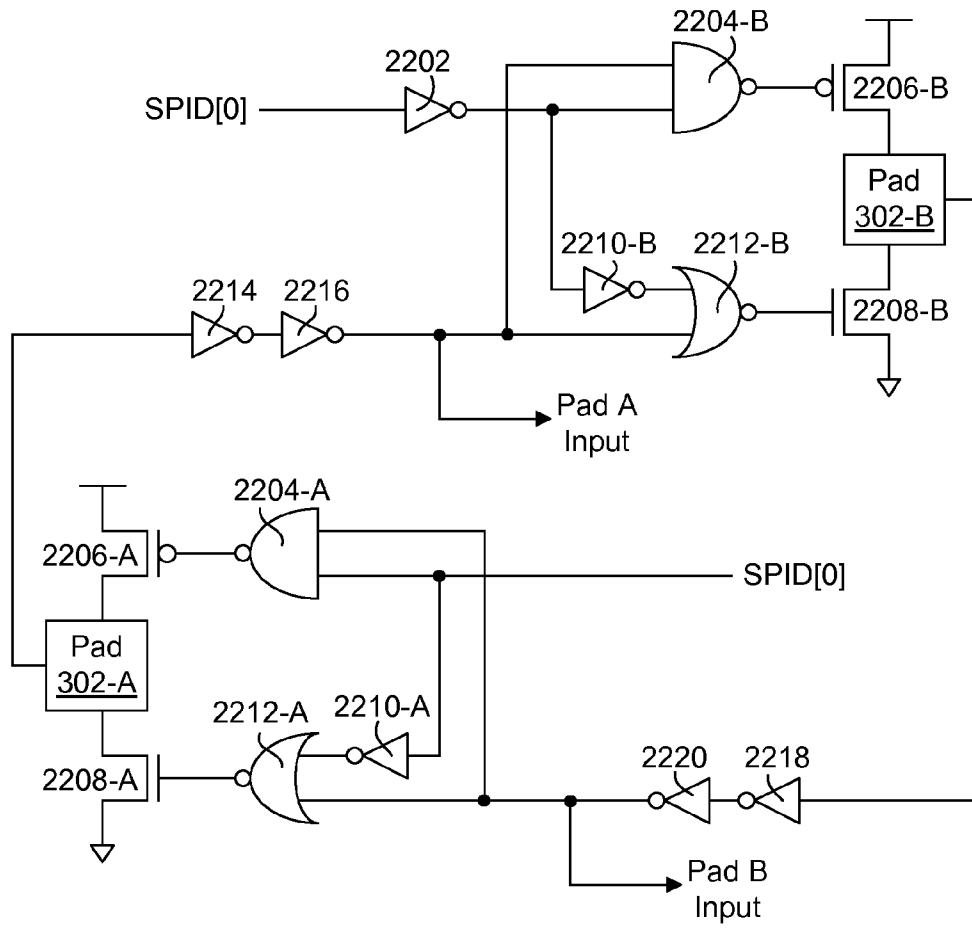 2204-B
2202
SPID[0]
2206-B
Pad
302-B
2210-B
2212-B
2214
2216
2208-B
Pad A
Input
2204-A
2206-A
SPID[0]
Pad
302-A
2212-A
2210-A
2208-A
2220
2218
Pad B
Input